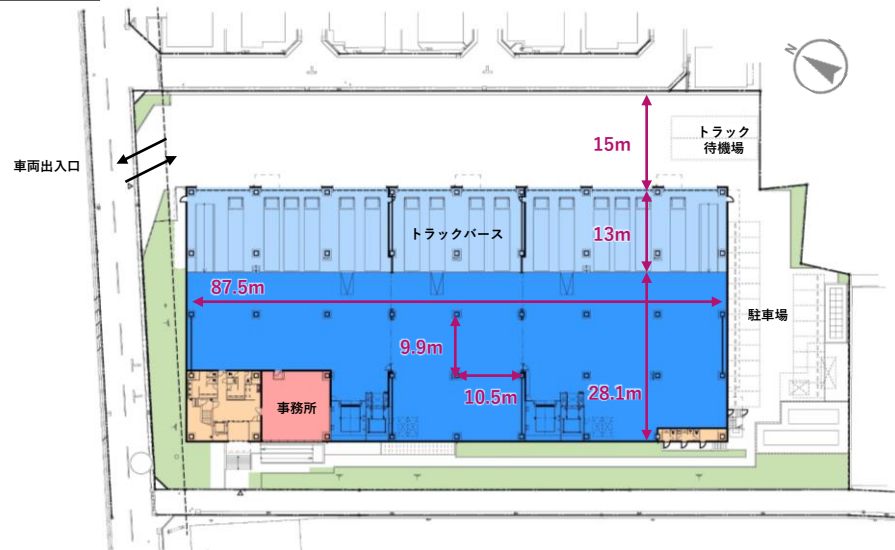 N
トラック
待機場
15m
車両出入口
トラックバース
13m
87.5m
駐車場
9.9m
10.5m
28.1m
事務所